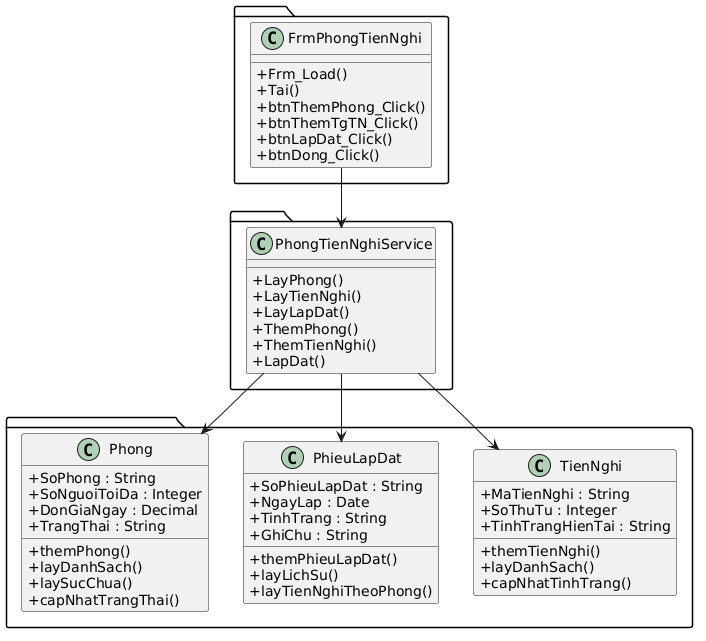 C FrmPhongTienNghi
+Frm_Load()
+Tai()
+btnThemPhong_Click()
+btnThemTgTN_Click()
+btnLapDat_Click()
+btnDong_Click()
C PhongTienNghiService
+LayPhong()
+LayTienNghi()
+LayLapDat()
+ThemPhong()
+ThemTienNghi()
+LapDat()
C Phong
+SoPhong : String
+SoNguoiToiDa : Integer
+DonGiaNgay : Decimal
+TrangThai : String
+themPhong()
+layDanhSach()
+laySucChua()
+capNhatTrangThai()
C PhieuLapDat
+SoPhieuLapDat : String
+NgayLap : Date
+TinhTrang : String
+GhiChu : String
+themPhieuLapDat()
+layLichSu()
+layTienNghiTheoPhong()
C TienNghi
+MaTienNghi : String
+SoThuTu : Integer
+TinhTrangHienTai : String
+themTienNghi()
+layDanhSach()
+capNhatTinhTrang()